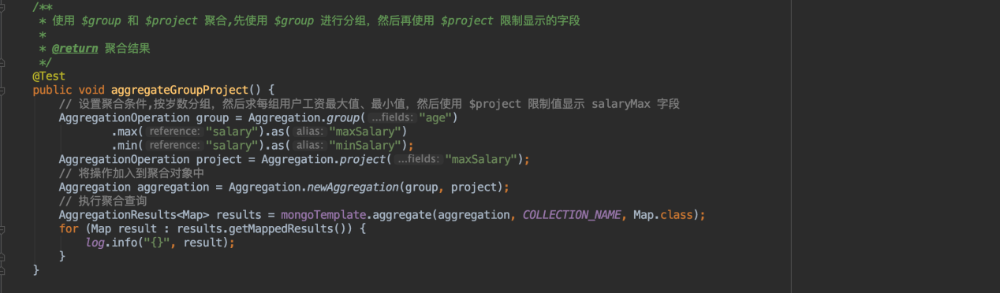 /**
 * 使用 $group 和 $project 聚合,先使用 $group 进行分组，然后再使用 $project 限制显示的字段
 *
 * @return 聚合结果
 */
@Test
public void aggregateGroupProject() {
    // 设置聚合条件,按岁数分组，然后求每组用户工资最大值、最小值，然后使用 $project 限制值显示 salaryMax 字段
    AggregationOperation group = Aggregation.group( ...fields: "age")
            .max( reference: "salary").as( alias: "maxSalary")
            .min( reference: "salary").as( alias: "minSalary");
    AggregationOperation project = Aggregation.project( ...fields: "maxSalary");
    // 将操作加入到聚合对象中
    Aggregation aggregation = Aggregation.newAggregation(group, project);
    // 执行聚合查询
    AggregationResults<Map> results = mongoTemplate.aggregate(aggregation, COLLECTION_NAME, Map.class);
    for (Map result : results.getMappedResults()) {
        log.info("{}", result);
    }
}